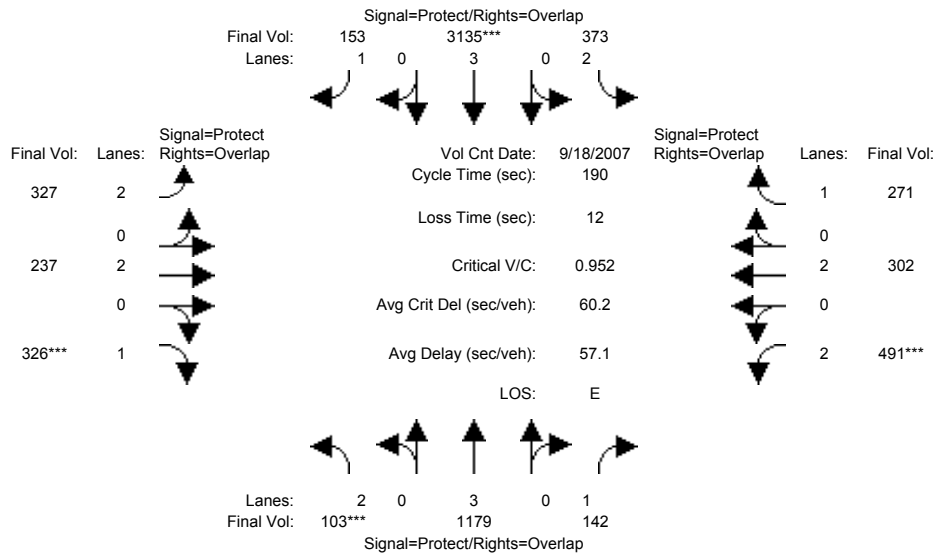 Signal=Protect/Rights=Overlap
Final Vol: 153 3135*** 373
Lanes: 1 0 3 0 2
Signal=Protect Signal=Protect
Final Vol: Lanes: Rights=Overlap Vol Cnt Date: 9/18/2007 Rights=Overlap Lanes: Final Vol:
Cycle Time (sec): 190
327 2 1 271
Loss Time (sec): 12
0 0
237 2 Critical V/C: 0.952 2 302
0 Avg Crit Del (sec/veh): 60.2 0
326*** 1 Avg Delay (sec/veh): 57.1 2 491***
LOS: E
Lanes: 2 0 3 0 1
Final Vol: 103*** 1179 142
Signal=Protect/Rights=Overlap